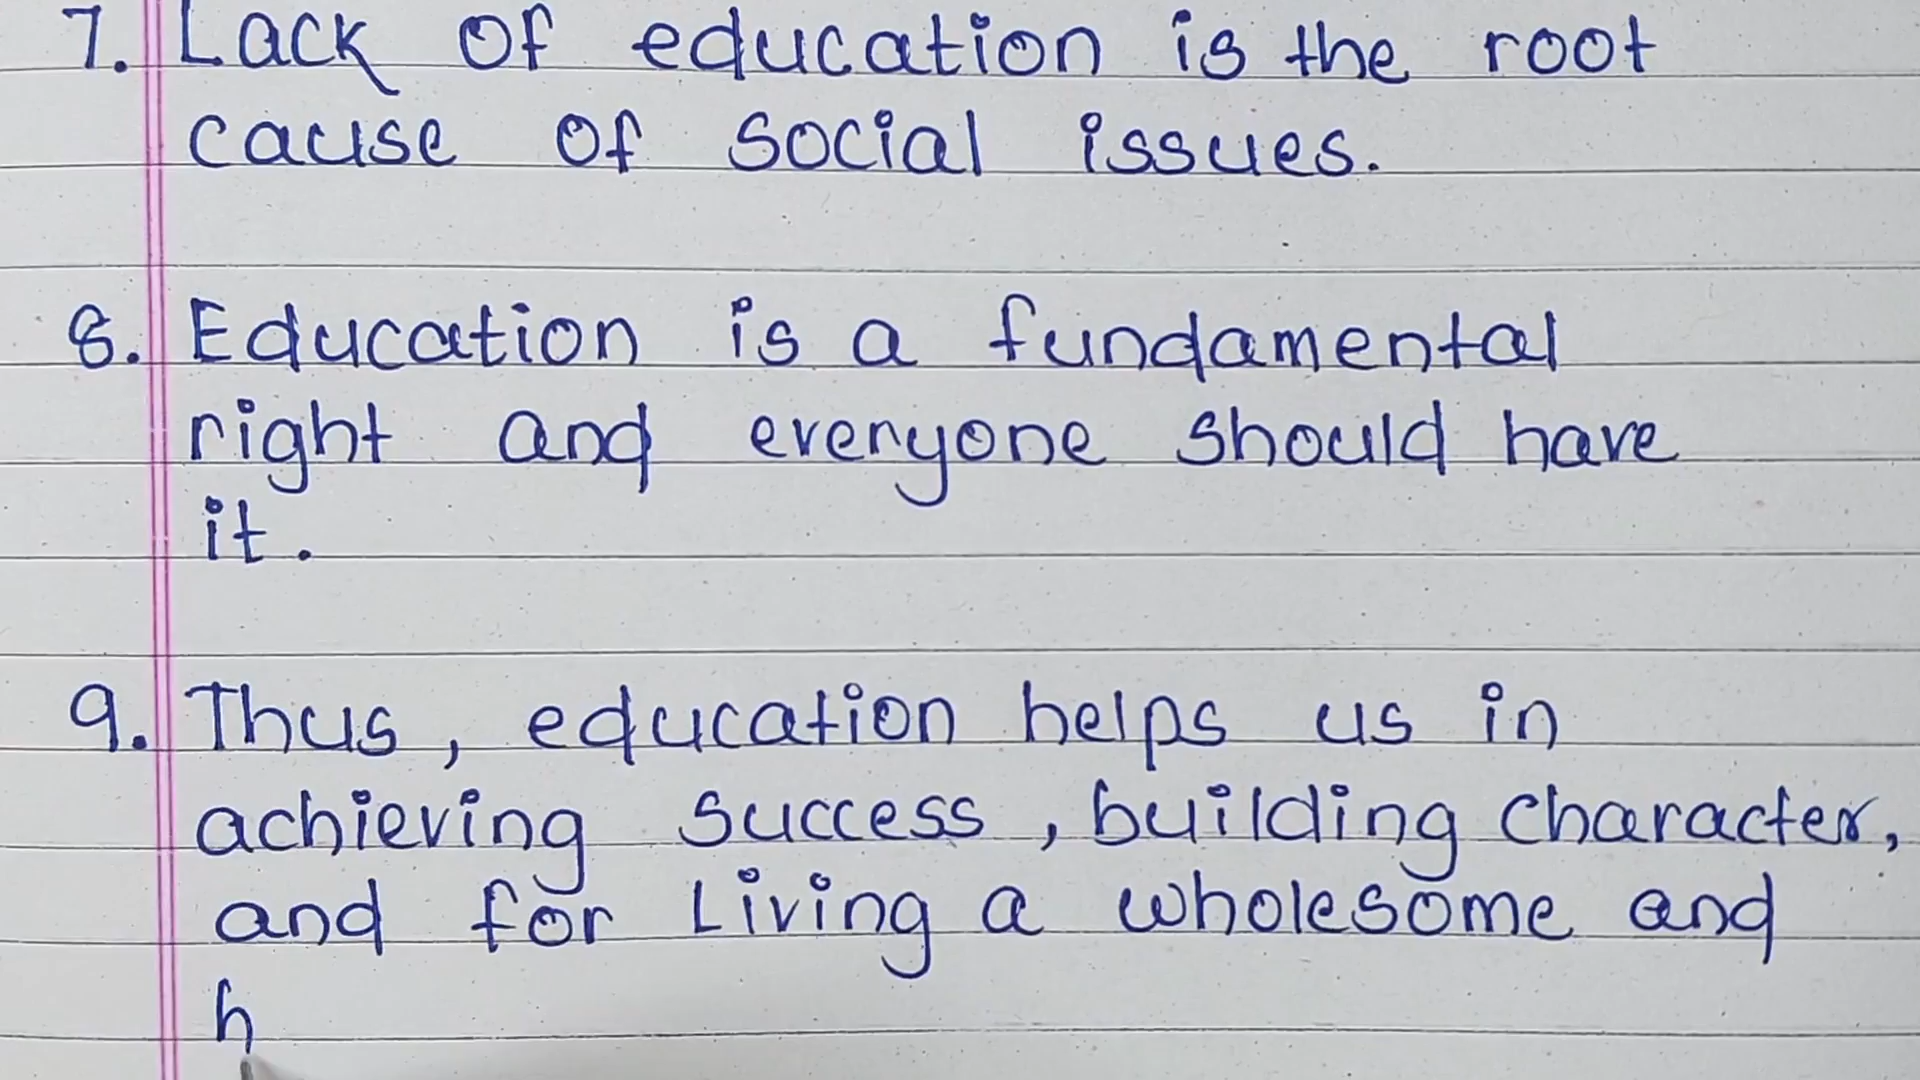 7. Lack of education is the root
cause of social issues.
8. Education is a fundamental
right and everyone should have
it.
9. Thus, education helps us in
achieving success, building character,
and for Living a wholesome and
h